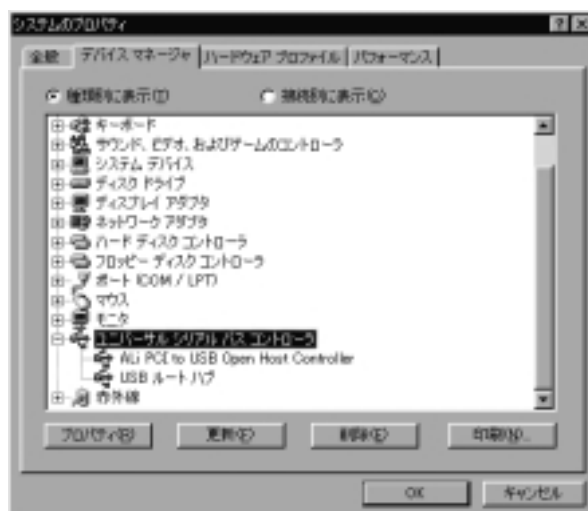 システムのプロパティ
全般 デバイス マネージャ ハードウェア プロファイル パフォーマンス
種類別に表示(T) 接続別に表示(C)
キーボード
サウンド、ビデオ、およびゲームのコントローラ
システム デバイス
ディスク ドライブ
ディスプレイ アダプタ
ネットワーク アダプタ
ハード ディスク コントローラ
フロッピー ディスク コントローラ
ポート (COM / LPT)
マウス
モニタ
ユニバーサル シリアル バス コントローラ
ALi PCI to USB Open Host Controller
USB ルート ハブ
赤外線
プロパティ(R) 更新(F) 削除(E) 印刷(N)...
OK キャンセル